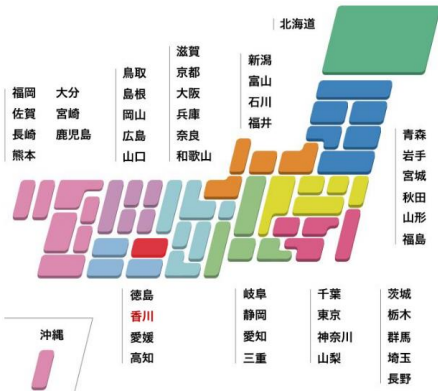 北海道
滋賀
京都
大阪
兵庫
奈良
和歌山
新潟
富山
石川
福井
鳥取
島根
岡山
広島
山口
福岡 大分
佐賀 宮崎
長崎 鹿児島
熊本
青森
岩手
宮城
秋田
山形
福島
沖縄
徳島
香川
愛媛
高知
岐阜
静岡
愛知
三重
千葉
東京
神奈川
山梨
茨城
栃木
群馬
埼玉
長野